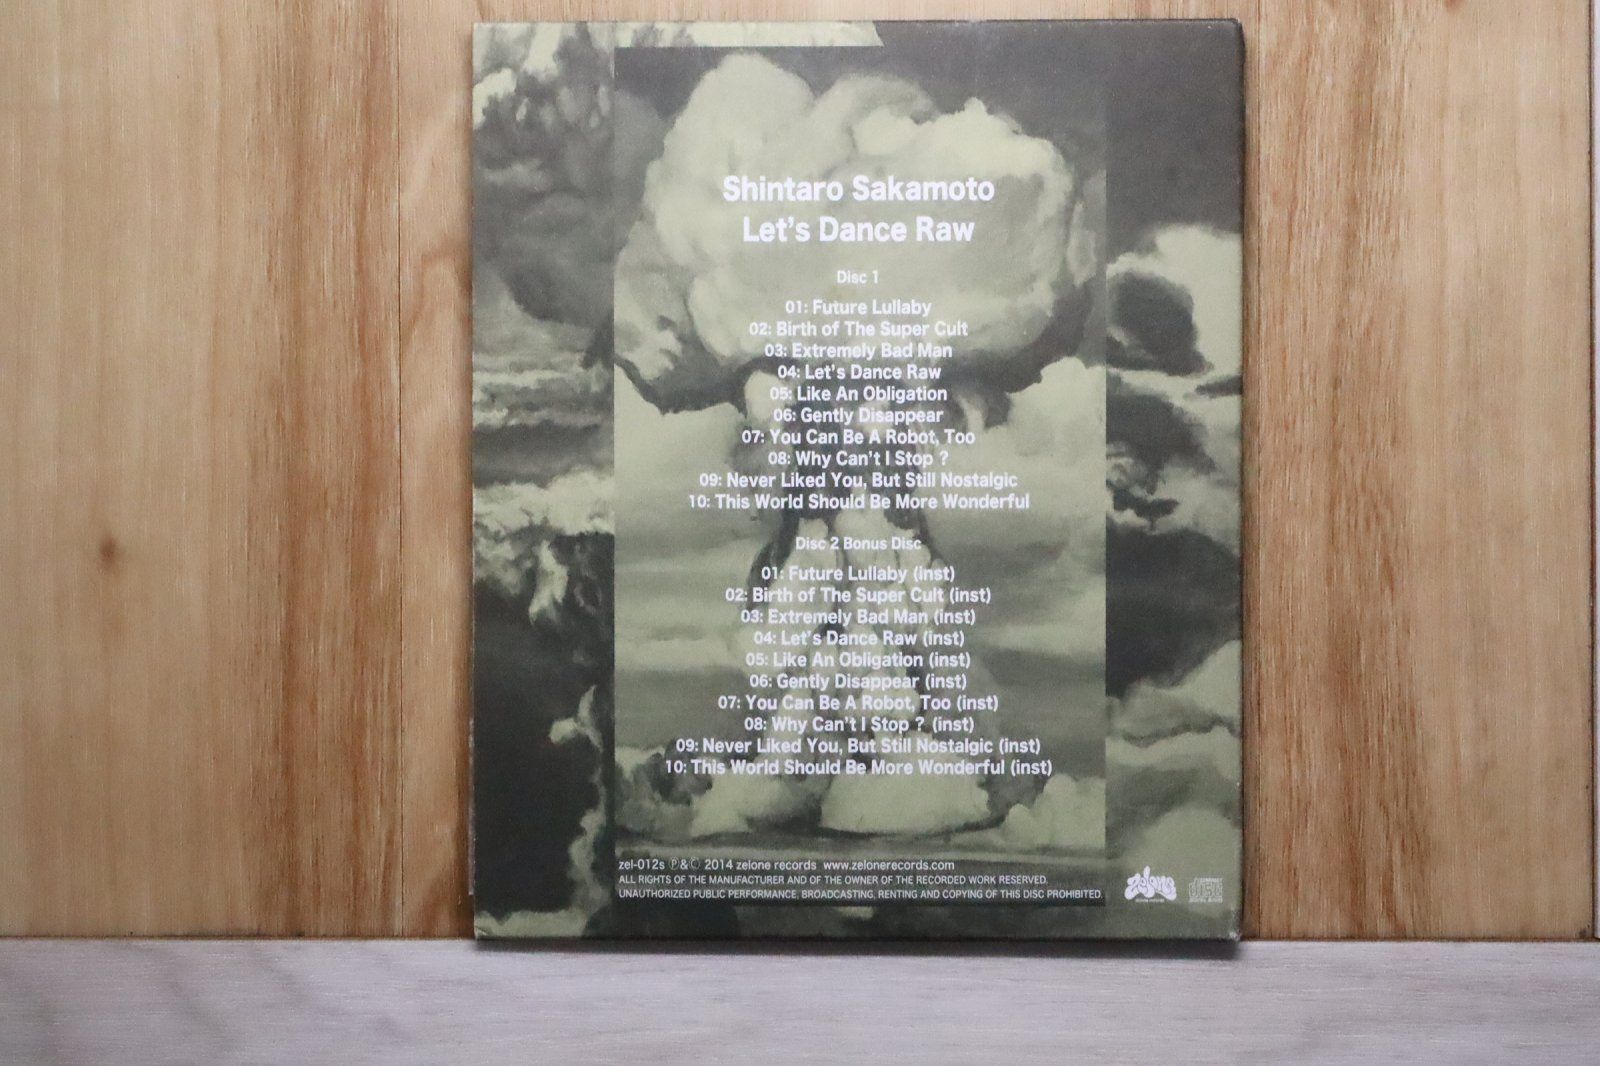 Shintaro Sakamoto
Let's Dance Raw
Disc 1
01: Future Lullaby
02: Birth of The Super Cult
03: Extremely Bad Man
04: Let's Dance Raw
05: Like An Obligation
06: Gently Disappear
07: You Can Be A Robot, Too
08: Why Can't I Stop ?
09: Never Liked You, But Still Nostalgic
10: This World Should Be More Wonderful
Disc 2 Bonus Disc
01: Future Lullaby (inst)
02: Birth of The Super Cult (inst)
03: Extremely Bad Man (inst)
04: Let's Dance Raw (inst)
05: Like An Obligation (inst)
06: Gently Disappear (inst)
07: You Can Be A Robot, Too (inst)
08: Why Can't I Stop ? (inst)
09: Never Liked You, But Still Nostalgic (inst)
10: This World Should Be More Wonderful (inst)
zel-012s ℗&© 2014 zelone records www.zelonerecords.com
ALL RIGHTS OF THE MANUFACTURER AND OF THE OWNER OF THE RECORDED WORK RESERVED.
UNAUTHORIZED PUBLIC PERFORMANCE, BROADCASTING, RENTING AND COPYING OF THIS DISC PROHIBITED.
zelone
COMPACT
disc
DIGITAL AUDIO